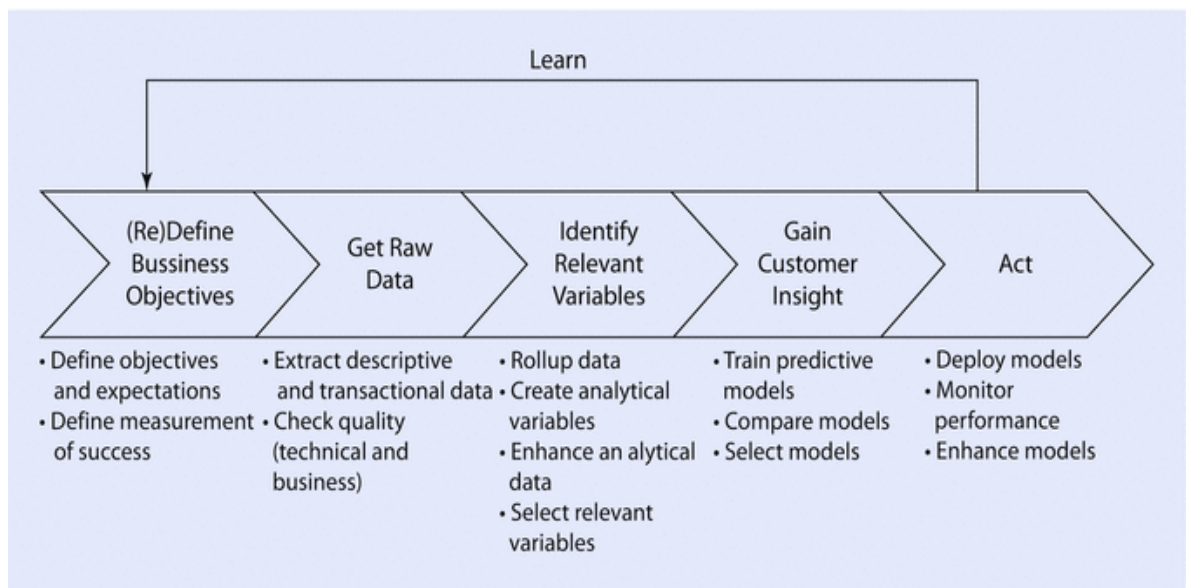 Learn
(Re)Define
Bussiness
Objectives
Get Raw
Data
Identify
Relevant
Variables
Gain
Customer
Insight
Act
• Define objectives
and expectations
• Define measurement
of success
• Extract descriptive
and transactional data
• Check quality
(technical and
business)
• Rollup data
• Create analytical
variables
• Enhance an alytical
data
• Select relevant
variables
• Train predictive
models
• Compare models
• Select models
• Deploy models
• Monitor
performance
• Enhance models